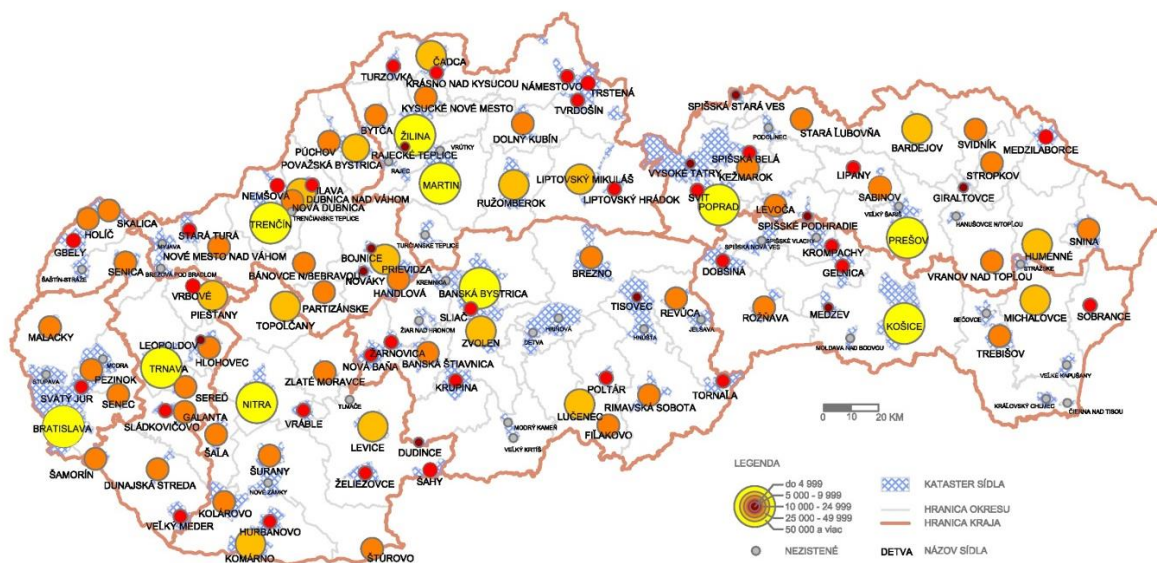 ČADCA
TURZOVKA
KRÁSNO NAD KYSUCOU
NÁMESTOVO
TRSTENÁ
TVRDOŠÍN
KYSUCKÉ NOVÉ MESTO
BYTČA
ŽILINA
DOLNÝ KUBÍN
SPIŠSKÁ STARÁ VES
PODOLÍNEC
STARÁ ĽUBOVŇA
BARDEJOV
SVIDNÍK
MEDZILABORCE
STROPKOV
PÚCHOV
POVAŽSKÁ BYSTRICA
RAJECKÉ TEPLICE
VRÚTKY
RAJEC
MARTIN
RUŽOMBEROK
LIPTOVSKÝ MIKULÁŠ
LIPTOVSKÝ HRÁDOK
VYSOKÉ TATRY
SPIŠSKÁ BELÁ
KEŽMAROK
LIPANY
SABINOV
GIRALTOVCE
SVIT
POPRAD
LEVOČA
VEĽKÝ ŠARIŠ
HANUŠOVCE N/TOPĽOU
NEMŠOVÁ
ILAVA
DUBNICA NAD VÁHOM
NOVÁ DUBNICA
TRENČIANSKE TEPLICE
TRENČÍN
SPIŠSKÉ PODHRADIE
SPIŠSKÉ VLACHY
SPIŠSKÁ NOVÁ VES
KROMPACHY
PREŠOV
SNINA
HUMENNÉ
STRÁŽSKE
VRANOV NAD TOPĽOU
SKALICA
HOLÍČ
GBELY
STARÁ TURÁ
MYJAVA
NOVÉ MESTO NAD VÁHOM
SENICA
BREZOVÁ POD BRADLOM
ŠAŠTÍN-STRÁŽE
BÁNOVCE N/BEBRAVOU
TURČIANSKE TEPLICE
BOJNICE
PRIEVIDZA
NOVÁKY
HANDLOVÁ
KREMNICA
BANSKÁ BYSTRICA
BREZNO
DOBŠINÁ
GELNICA
VRBOVÉ
PIEŠŤANY
TOPOĽČANY
PARTIZÁNSKE
SLIAČ
ZVOLEN
TISOVEC
REVÚCA
ROŽŇAVA
MEDZEV
KOŠICE
MICHALOVCE
SOBRANCE
BEČOVCE
TREBIŠOV
MALACKY
LEOPOLDOV
HLOHOVEC
ŽIAR NAD HRONOM
ŽARNOVICA
DETVA
HRIŇOVÁ
HNÚŠŤA
JELŠAVA
MOLDAVA NAD BODVOU
STUPAVA
MODRA
PEZINOK
SVÄTÝ JUR
TRNAVA
SEREĎ
SENEC
ZLATÉ MORAVCE
NOVÁ BAŇA
BANSKÁ ŠTIAVNICA
KRUPINA
POLTÁR
RIMAVSKÁ SOBOTA
TORNAĽA
VEĽKÉ KAPUŠANY
KRÁĽOVSKÝ CHLMEC
ČIERNA NAD TISOU
BRATISLAVA
SLÁDKOVIČOVO
GALANTA
NITRA
VRÁBLE
TLMAČE
LEVICE
MODRÝ KAMEŇ
VEĽKÝ KRTÍŠ
LUČENEC
FIĽAKOVO
ŠAMORÍN
DUNAJSKÁ STREDA
ŠAĽA
ŠURANY
NOVÉ ZÁMKY
DUDINCE
ŽELIEZOVCE
ŠAHY
VEĽKÝ MEDER
KOLÁROVO
HURBANOVO
KOMÁRNO
ŠTÚROVO
0 10 20 KM
LEGENDA
do 4 999
5 000 - 9 999
10 000 - 24 999
25 000 - 49 999
50 000 a viac
NEZISTENÉ
KATASTER SÍDLA
HRANICA OKRESU
HRANICA KRAJA
DETVA NÁZOV SÍDLA